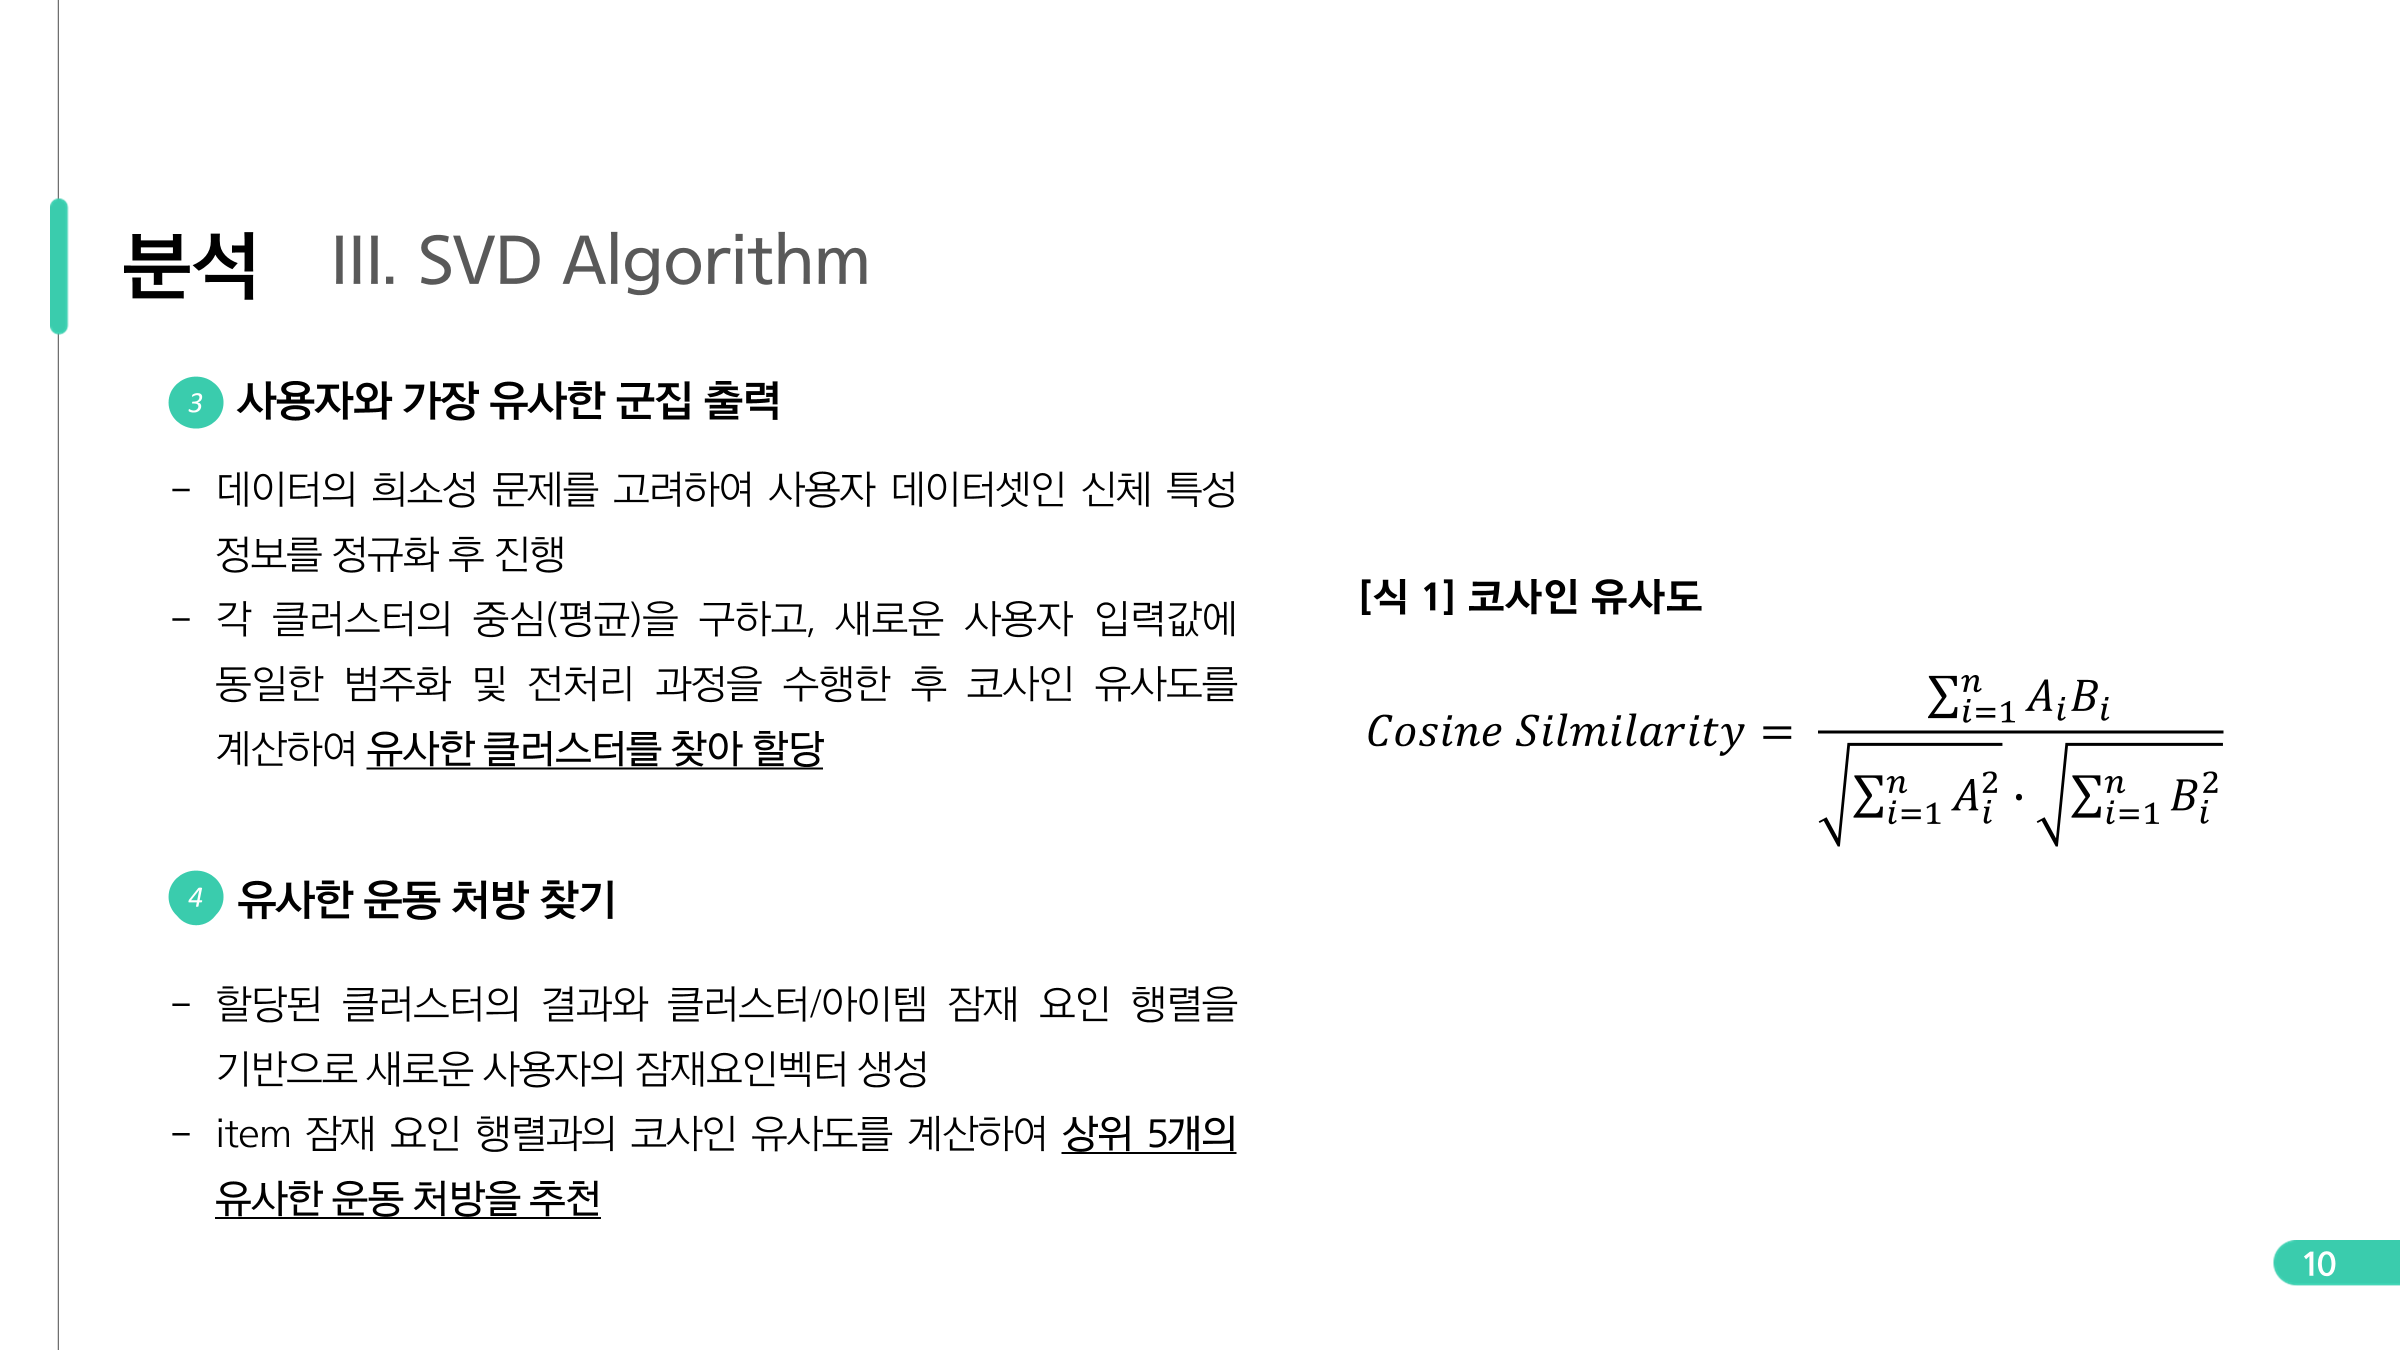 분석 III. SVD Algorithm
3 사용자와 가장 유사한 군집 출력
- 데이터의 희소성 문제를 고려하여 사용자 데이터셋인 신체 특성
정보를 정규화 후 진행
- 각 클러스터의 중심(평균)을 구하고, 새로운 사용자 입력값에
동일한 범주화 및 전처리 과정을 수행한 후 코사인 유사도를
계산하여 유사한 클러스터를 찾아 할당
4 유사한 운동 처방 찾기
- 할당된 클러스터의 결과와 클러스터/아이템 잠재 요인 행렬을
기반으로 새로운 사용자의 잠재요인벡터 생성
- item 잠재 요인 행렬과의 코사인 유사도를 계산하여 상위 5개의
유사한 운동 처방을 추천
[식 1] 코사인 유사도
Cosine Silmilarity = \frac{\sum_{i=1}^{n} A_i B_i}{\sqrt{\sum_{i=1}^{n} A_i^2} \cdot \sqrt{\sum_{i=1}^{n} B_i^2}}
10